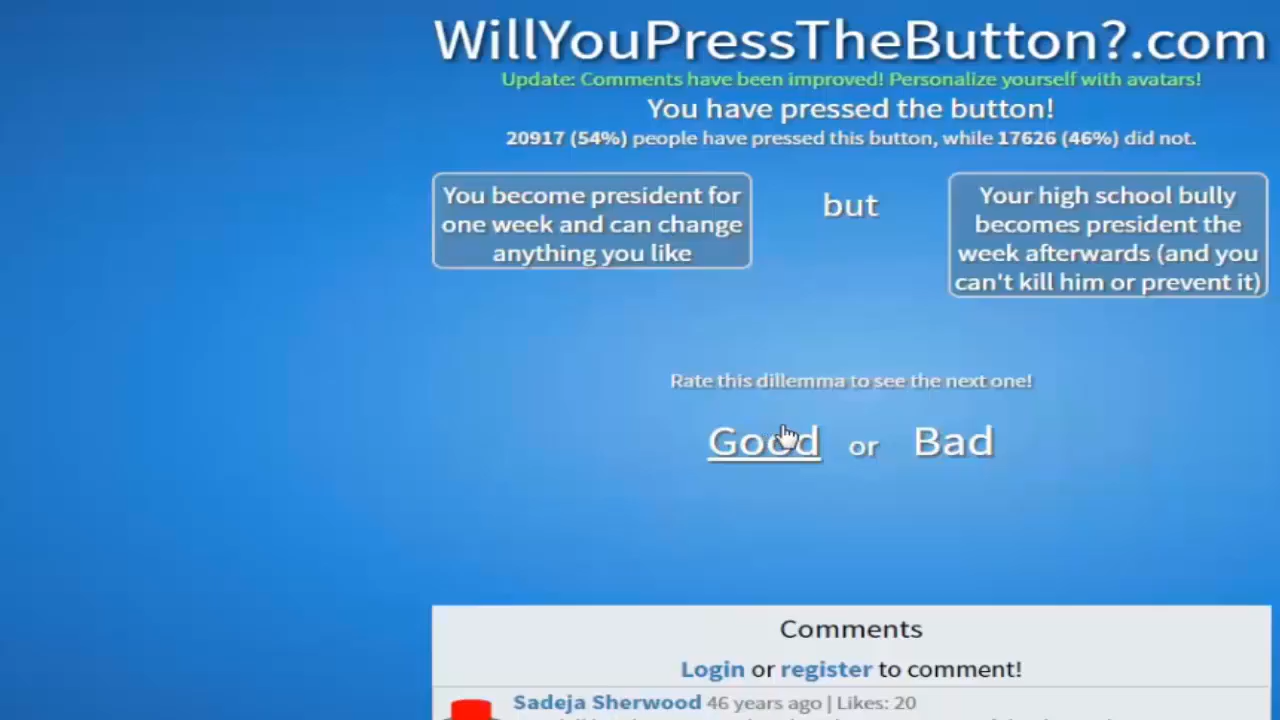 WillYouPressTheButton?.com
Update: Comments have been improved! Personalize yourself with avatars!
You have pressed the button!
20917 (54%) people have pressed this button, while 17626 (46%) did not.
You become president for
one week and can change
anything you like
but
Your high school bully
becomes president the
week afterwards (and you
can't kill him or prevent it)
Rate this dillemma to see the next one!
Good or Bad
Comments
Login or register to comment!
Sadeja Sherwood 46 years ago | Likes: 20